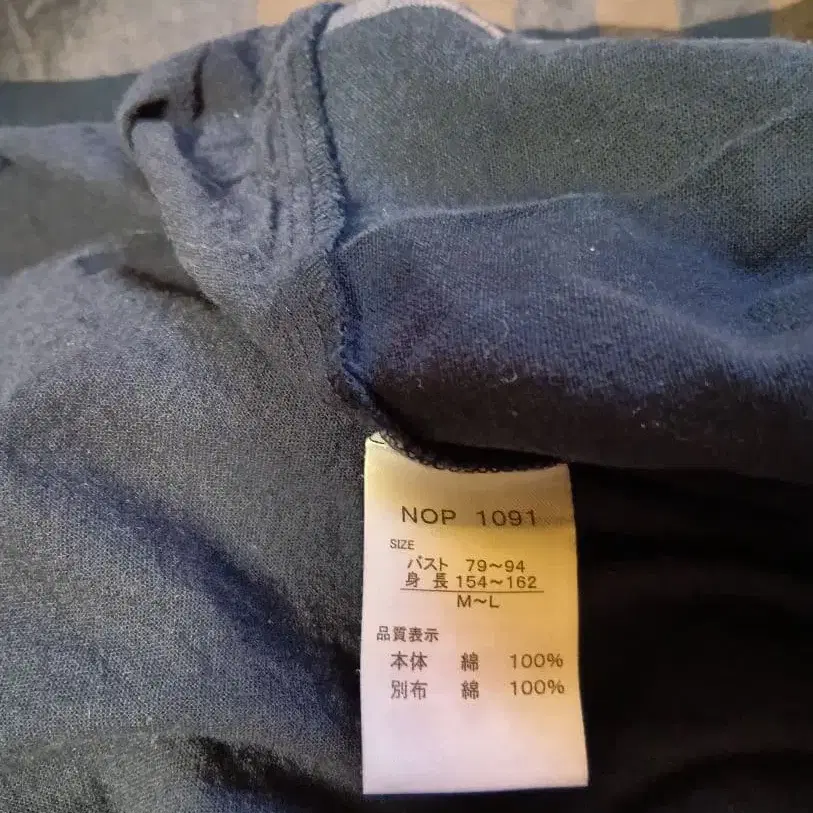 NOP 1091
SIZE
バスト 79～94
身 長 154～162
M～L
品質表示
本体 綿 100%
別布 綿 100%